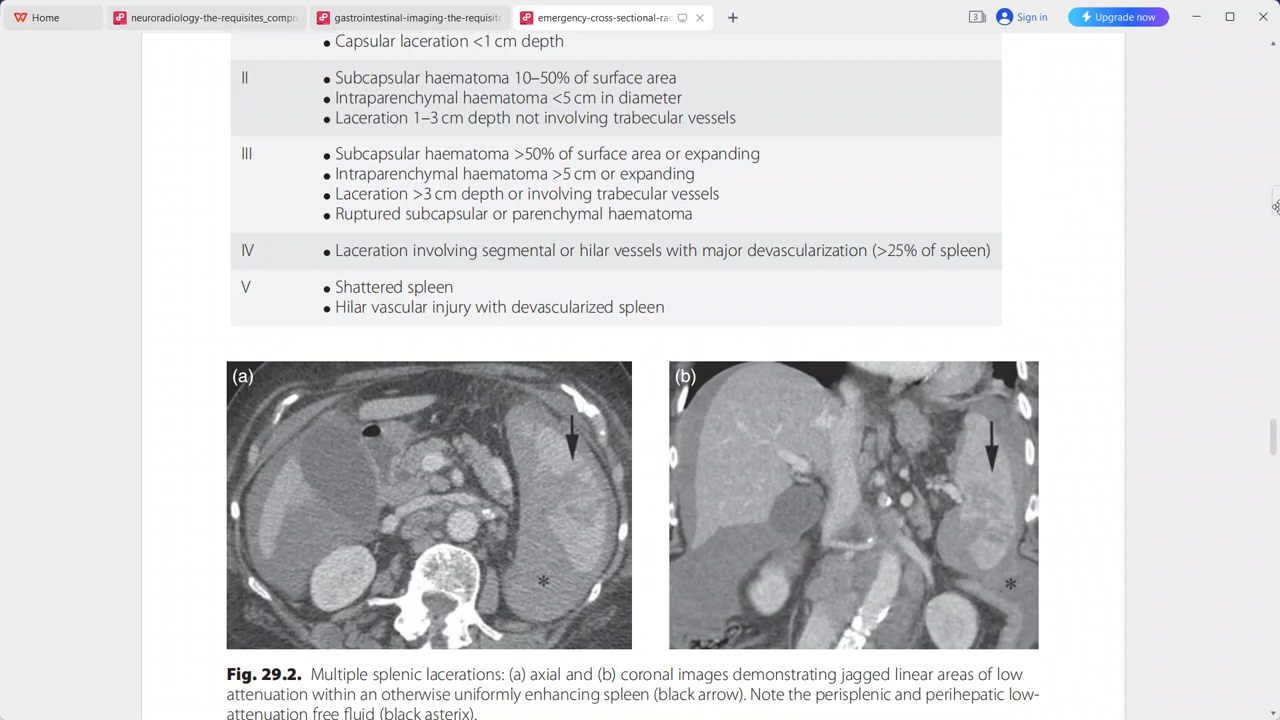 Home
neuroradiology-the-requisites_compr
gastrointestinal-imaging-the-requisite
emergency-cross-sectional-rac
3
Sign in
Upgrade now
• Capsular laceration <1 cm depth
II
• Subcapsular haematoma 10–50% of surface area
• Intraparenchymal haematoma <5 cm in diameter
• Laceration 1–3 cm depth not involving trabecular vessels
III
• Subcapsular haematoma >50% of surface area or expanding
• Intraparenchymal haematoma >5 cm or expanding
• Laceration >3 cm depth or involving trabecular vessels
• Ruptured subcapsular or parenchymal haematoma
IV
• Laceration involving segmental or hilar vessels with major devascularization (>25% of spleen)
V
• Shattered spleen
• Hilar vascular injury with devascularized spleen
(a)
(b)
*
*
Fig. 29.2. Multiple splenic lacerations: (a) axial and (b) coronal images demonstrating jagged linear areas of low
attenuation within an otherwise uniformly enhancing spleen (black arrow). Note the perisplenic and perihepatic low-
attenuation free fluid (black asterix).